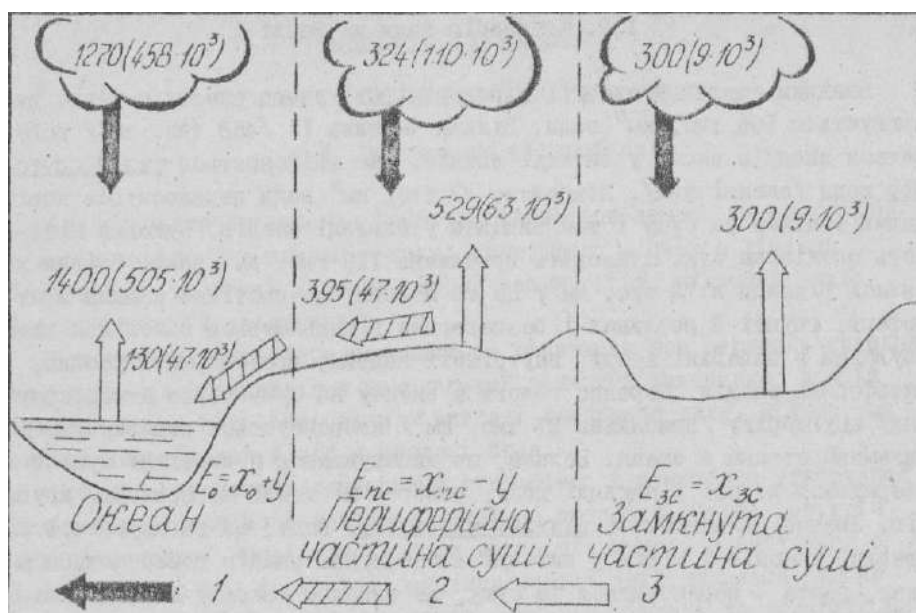 1270(458·10³)
324(110·10³)
300(9·10³)
529(63·10³)
300(9·10³)
1400(505·10³)
395(47·10³)
130(47·10³)
Eₒ=xₒ+y
Eпс=xпс-y
Eзс=xзс
Океан
Периферійна частина суші
Замкнута частина суші
1
2
3